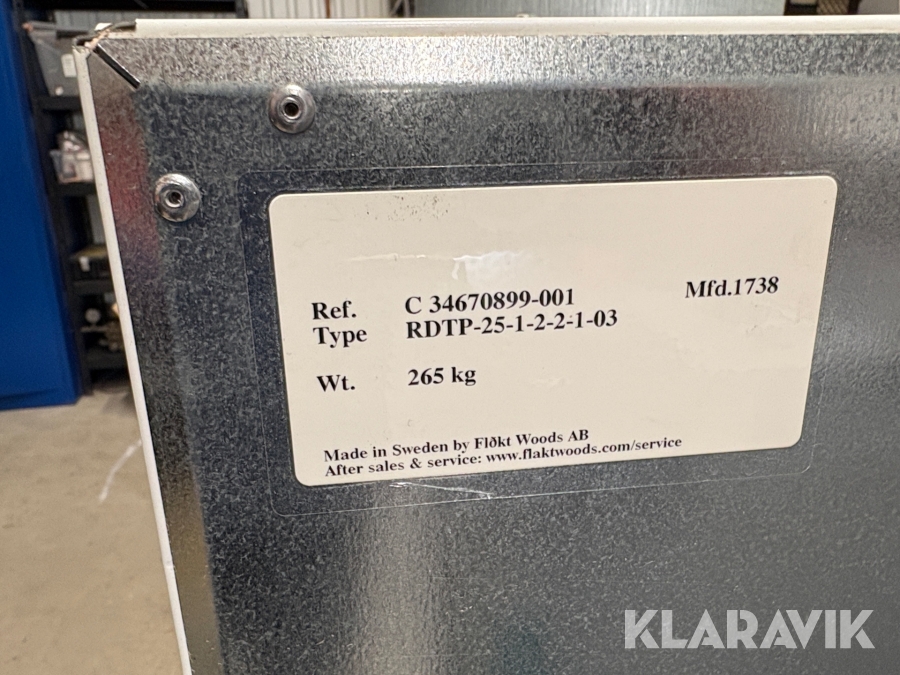 Ref. C 34670899-001 Mfd.1738
Type RDTP-25-1-2-2-1-03
Wt. 265 kg
Made in Sweden by Flðkt Woods AB
After sales & service: www.flaktwoods.com/service
KLARAVIK